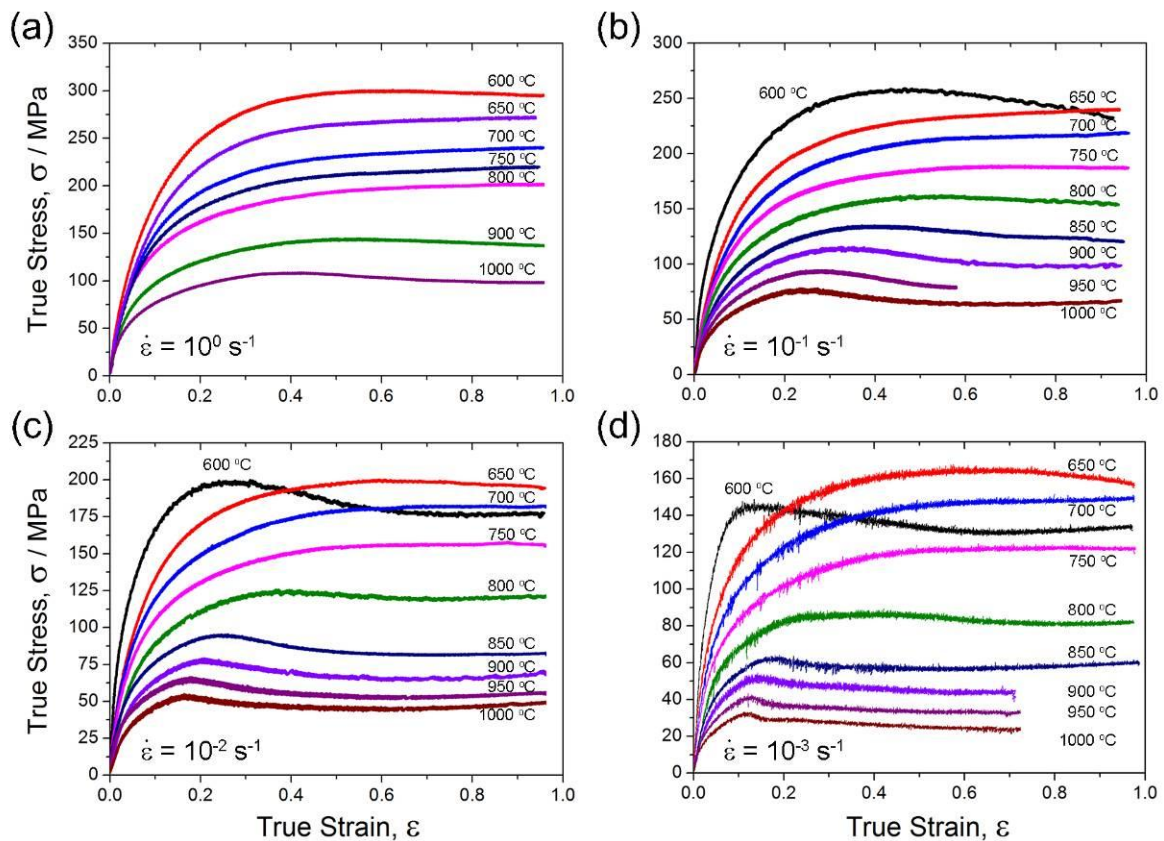 (a)
350
300
250
200
150
100
50
0
True Stress, σ / MPa
600 °C
650 °C
700 °C
750 °C
800 °C
900 °C
1000 °C
ε̇ = 10⁰ s⁻¹
0.0 0.2 0.4 0.6 0.8 1.0
(b)
300
250
200
150
100
50
0
600 °C
650 °C
700 °C
750 °C
800 °C
850 °C
900 °C
950 °C
1000 °C
ε̇ = 10⁻¹ s⁻¹
0.0 0.2 0.4 0.6 0.8 1.0
(c)
225
200
175
150
125
100
75
50
25
0
True Stress, σ / MPa
600 °C
650 °C
700 °C
750 °C
800 °C
850 °C
900 °C
950 °C
1000 °C
ε̇ = 10⁻² s⁻¹
0.0 0.2 0.4 0.6 0.8 1.0
True Strain, ε
(d)
180
160
140
120
100
80
60
40
20
0
600 °C
650 °C
700 °C
750 °C
800 °C
850 °C
900 °C
950 °C
1000 °C
ε̇ = 10⁻³ s⁻¹
0.0 0.2 0.4 0.6 0.8 1.0
True Strain, ε